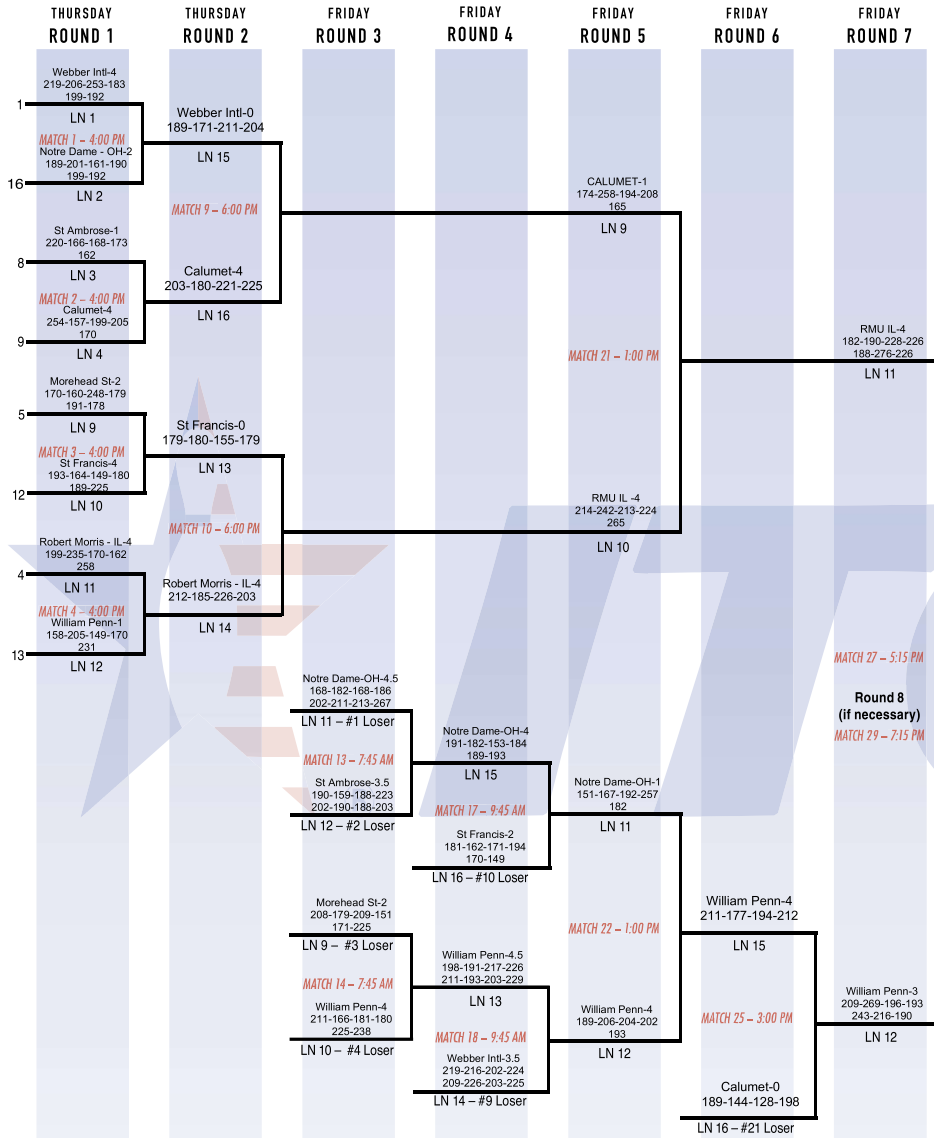 THURSDAY
ROUND 1
THURSDAY
ROUND 2
FRIDAY
ROUND 3
FRIDAY
ROUND 4
FRIDAY
ROUND 5
FRIDAY
ROUND 6
FRIDAY
ROUND 7
Webber Intl-4
219-206-253-183
199-192
1
LN 1
MATCH 1 – 4:00 PM
Notre Dame - OH-2
189-201-161-190
199-192
16
LN 2
St Ambrose-1
220-166-168-173
162
8
LN 3
MATCH 2 – 4:00 PM
Calumet-4
254-157-199-205
170
9
LN 4
Morehead St-2
170-160-248-179
191-178
5
LN 9
MATCH 3 – 4:00 PM
St Francis-4
193-164-149-180
189-225
12
LN 10
Robert Morris - IL-4
199-235-170-162
258
4
LN 11
MATCH 4 – 4:00 PM
William Penn-1
158-205-149-170
231
13
LN 12
Webber Intl-0
189-171-211-204
LN 15
MATCH 9 – 6:00 PM
Calumet-4
203-180-221-225
LN 16
St Francis-0
179-180-155-179
LN 13
MATCH 10 – 6:00 PM
Robert Morris - IL-4
212-185-226-203
LN 14
Notre Dame-OH-4.5
168-182-168-186
202-211-213-267
LN 11 – #1 Loser
MATCH 13 – 7:45 AM
St Ambrose-3.5
190-159-188-223
202-190-188-203
LN 12 – #2 Loser
Morehead St-2
208-179-209-151
171-225
LN 9 – #3 Loser
MATCH 14 – 7:45 AM
William Penn-4
211-166-181-180
225-238
LN 10 – #4 Loser
Notre Dame-OH-4
191-182-153-184
189-193
LN 15
MATCH 17 – 9:45 AM
St Francis-2
181-162-171-194
170-149
LN 16 – #10 Loser
William Penn-4.5
198-191-217-226
211-193-203-229
LN 13
MATCH 18 – 9:45 AM
Webber Intl-3.5
219-216-202-224
209-226-203-225
LN 14 – #9 Loser
CALUMET-1
174-258-194-208
165
LN 9
MATCH 21 – 1:00 PM
RMU IL -4
214-242-213-224
265
LN 10
Notre Dame-OH-1
151-167-192-257
182
LN 11
MATCH 22 – 1:00 PM
William Penn-4
189-206-204-202
193
LN 12
William Penn-4
211-177-194-212
LN 15
MATCH 25 – 3:00 PM
Calumet-0
189-144-128-198
LN 16 – #21 Loser
RMU IL-4
182-190-228-226
188-276-226
LN 11
MATCH 27 – 5:15 PM
Round 8
(if necessary)
MATCH 29 – 7:15 PM
William Penn-3
209-269-196-193
243-216-190
LN 12
IT